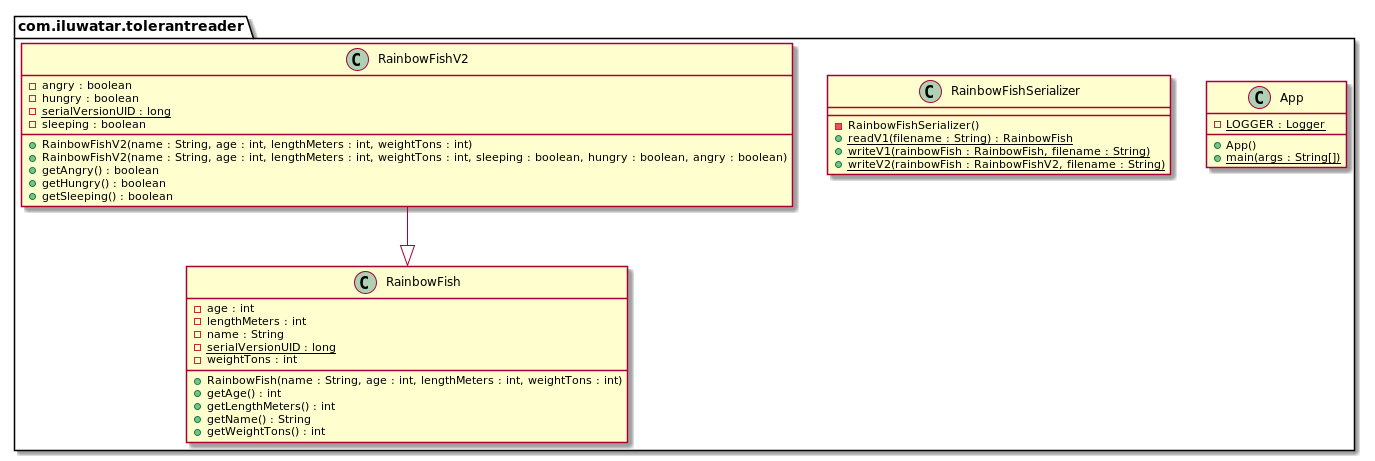 com.iluwatar.tolerantreader
C RainbowFishV2
angry : boolean
hungry : boolean
serialVersionUID : long
sleeping : boolean
RainbowFishV2(name : String, age : int, lengthMeters : int, weightTons : int)
RainbowFishV2(name : String, age : int, lengthMeters : int, weightTons : int, sleeping : boolean, hungry : boolean, angry : boolean)
getAngry() : boolean
getHungry() : boolean
getSleeping() : boolean
C RainbowFishSerializer
RainbowFishSerializer()
readV1(filename : String) : RainbowFish
writeV1(rainbowFish : RainbowFish, filename : String)
writeV2(rainbowFish : RainbowFishV2, filename : String)
C App
LOGGER : Logger
App()
main(args : String[])
C RainbowFish
age : int
lengthMeters : int
name : String
serialVersionUID : long
weightTons : int
RainbowFish(name : String, age : int, lengthMeters : int, weightTons : int)
getAge() : int
getLengthMeters() : int
getName() : String
getWeightTons() : int